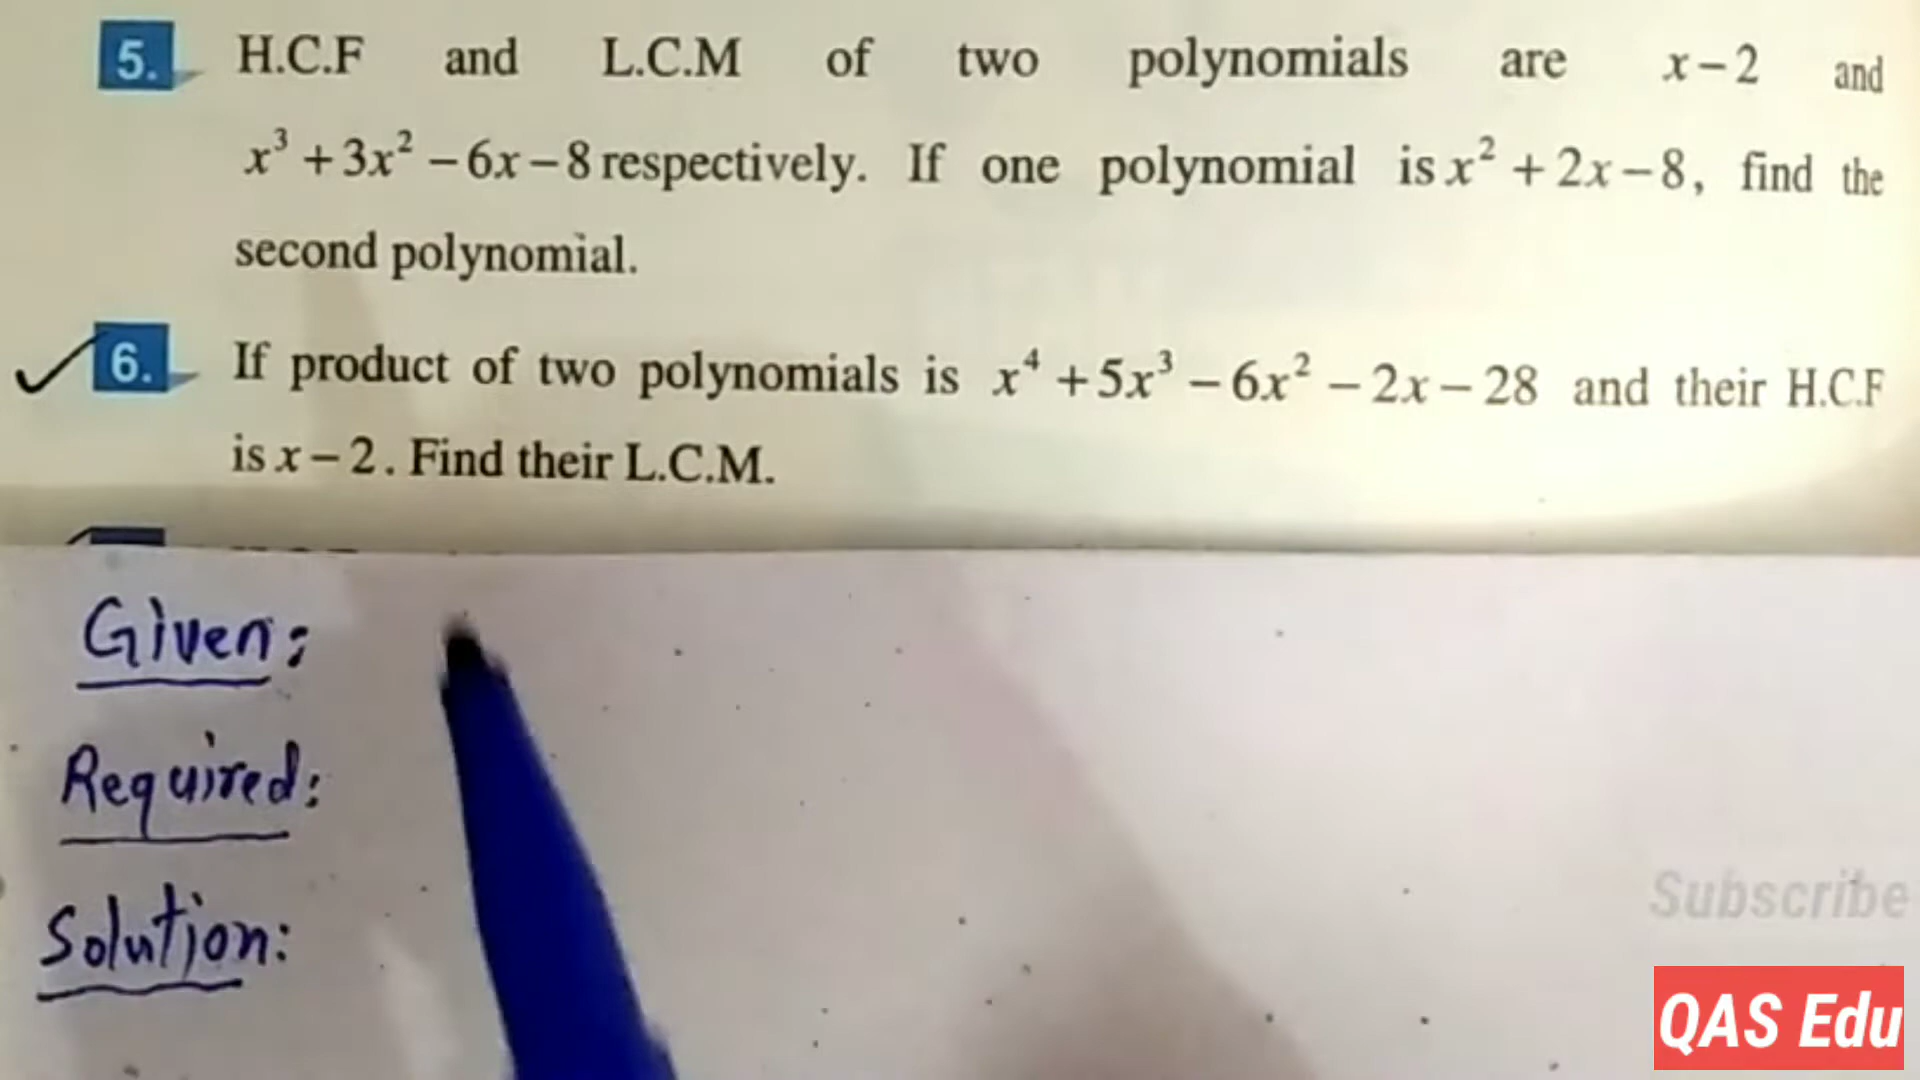 5. H.C.F and L.C.M of two polynomials are x-2 and
x³+3x²-6x-8 respectively. If one polynomial is x²+2x-8, find the
second polynomial.
6. If product of two polynomials is x⁴+5x³-6x²-2x-28 and their H.C.F
is x-2. Find their L.C.M.
Given:
Required:
Solution:
Subscribe
QAS Edu